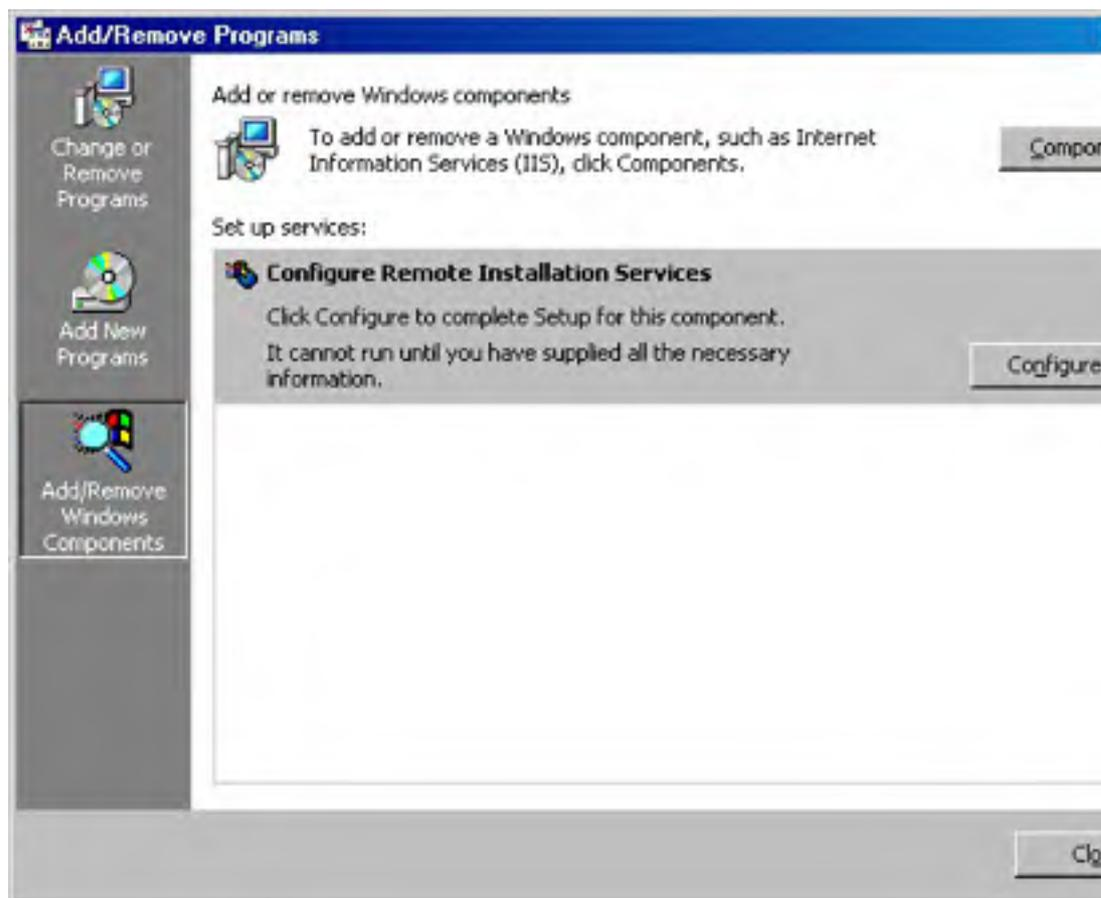 Add/Remove Programs
Change or
Remove
Programs
Add New
Programs
Add/Remove
Windows
Components
Add or remove Windows components
To add or remove a Windows component, such as Internet
Information Services (IIS), click Components.
Compon
Set up services:
Configure Remote Installation Services
Click Configure to complete Setup for this component.
It cannot run until you have supplied all the necessary
information.
Configure
Clo